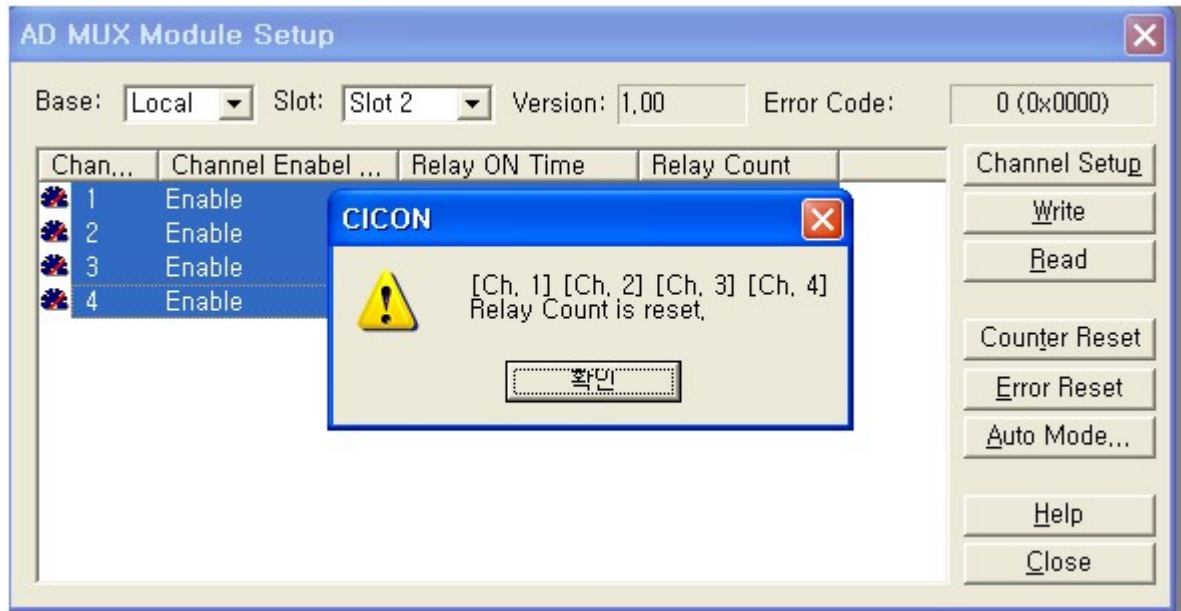 AD MUX Module Setup
Base: Local Slot: Slot 2 Version: 1,00 Error Code: 0 (0x0000)
Chan,,, Channel Enabel ,,, Relay ON Time Relay Count
1 Enable
2 Enable
3 Enable
4 Enable
CICON
[Ch, 1] [Ch, 2] [Ch, 3] [Ch, 4]
Relay Count is reset,
확인
Channel Setup
Write
Read
Counter Reset
Error Reset
Auto Mode,,,
Help
Close